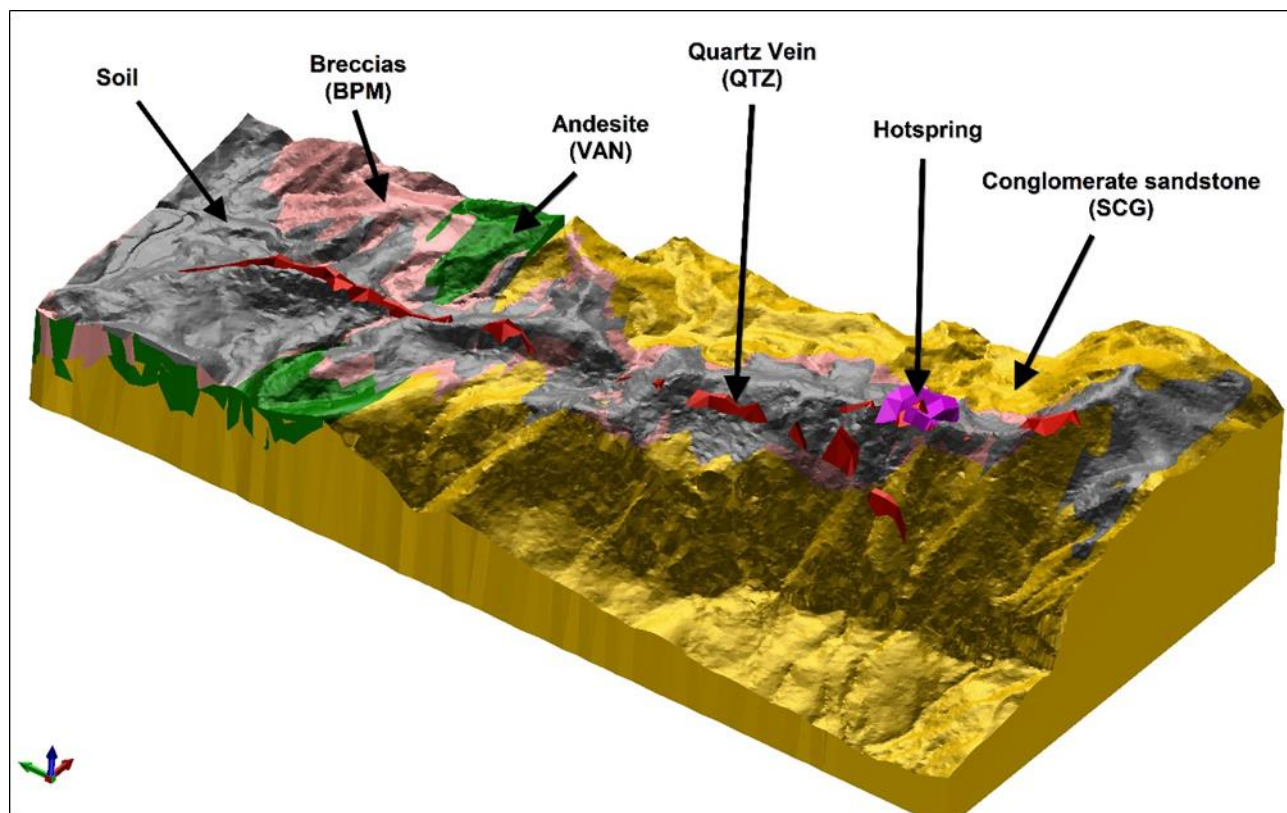 Soil
Breccias
(BPM)
Andesite
(VAN)
Quartz Vein
(QTZ)
Hotspring
Conglomerate sandstone
(SCG)